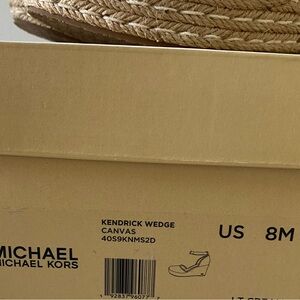 KENDRICK WEDGE
CANVAS
40S9KNMS2D
US 8M
MICHAEL
MICHAEL KORS